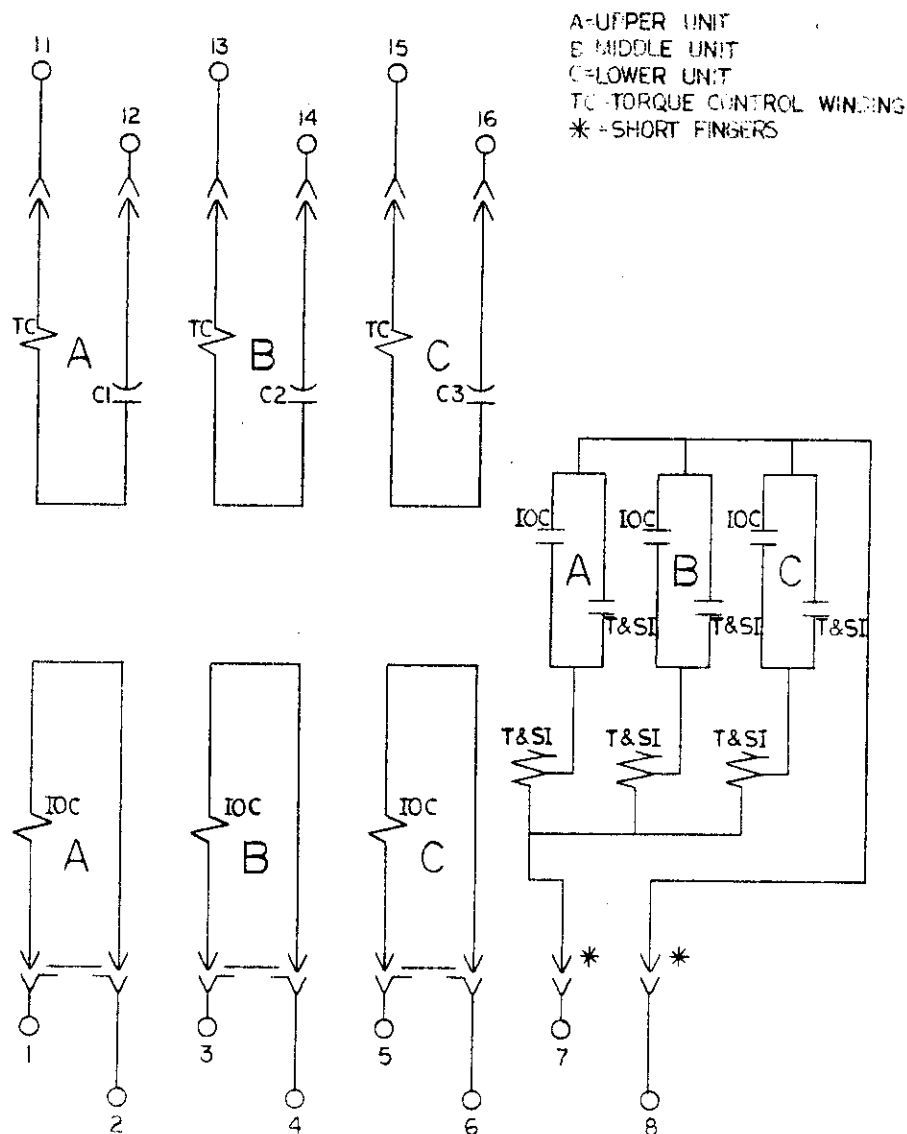 A=UPPER UNIT
B MIDDLE UNIT
C=LOWER UNIT
TC-TORQUE CONTROL WINDING
* -SHORT FINGERS
11
13
15
12
14
16
TC
A
TC
B
TC
C
C1
C2
C3
IOC
IOC
IOC
A
B
C
T&SI
T&SI
T&SI
T&SI
T&SI
T&SI
IOC
IOC
IOC
A
B
C
*
*
1
3
5
7
2
4
6
8